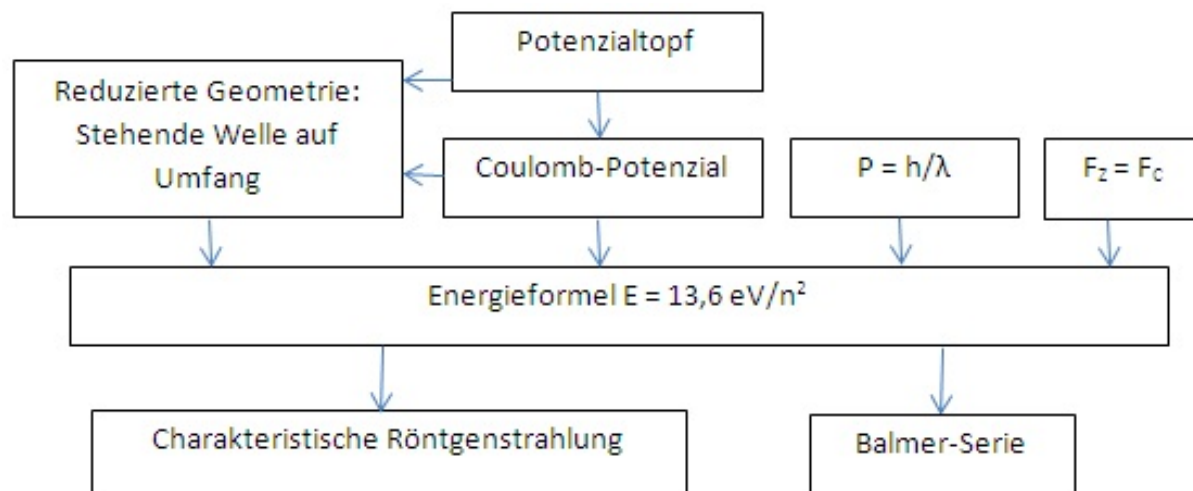 Potenzialtopf
Reduzierte Geometrie:
Stehende Welle auf
Umfang
Coulomb-Potenzial
P = h/λ
F_z = F_c
Energieformel E = 13,6 eV/n²
Charakteristische Röntgenstrahlung
Balmer-Serie